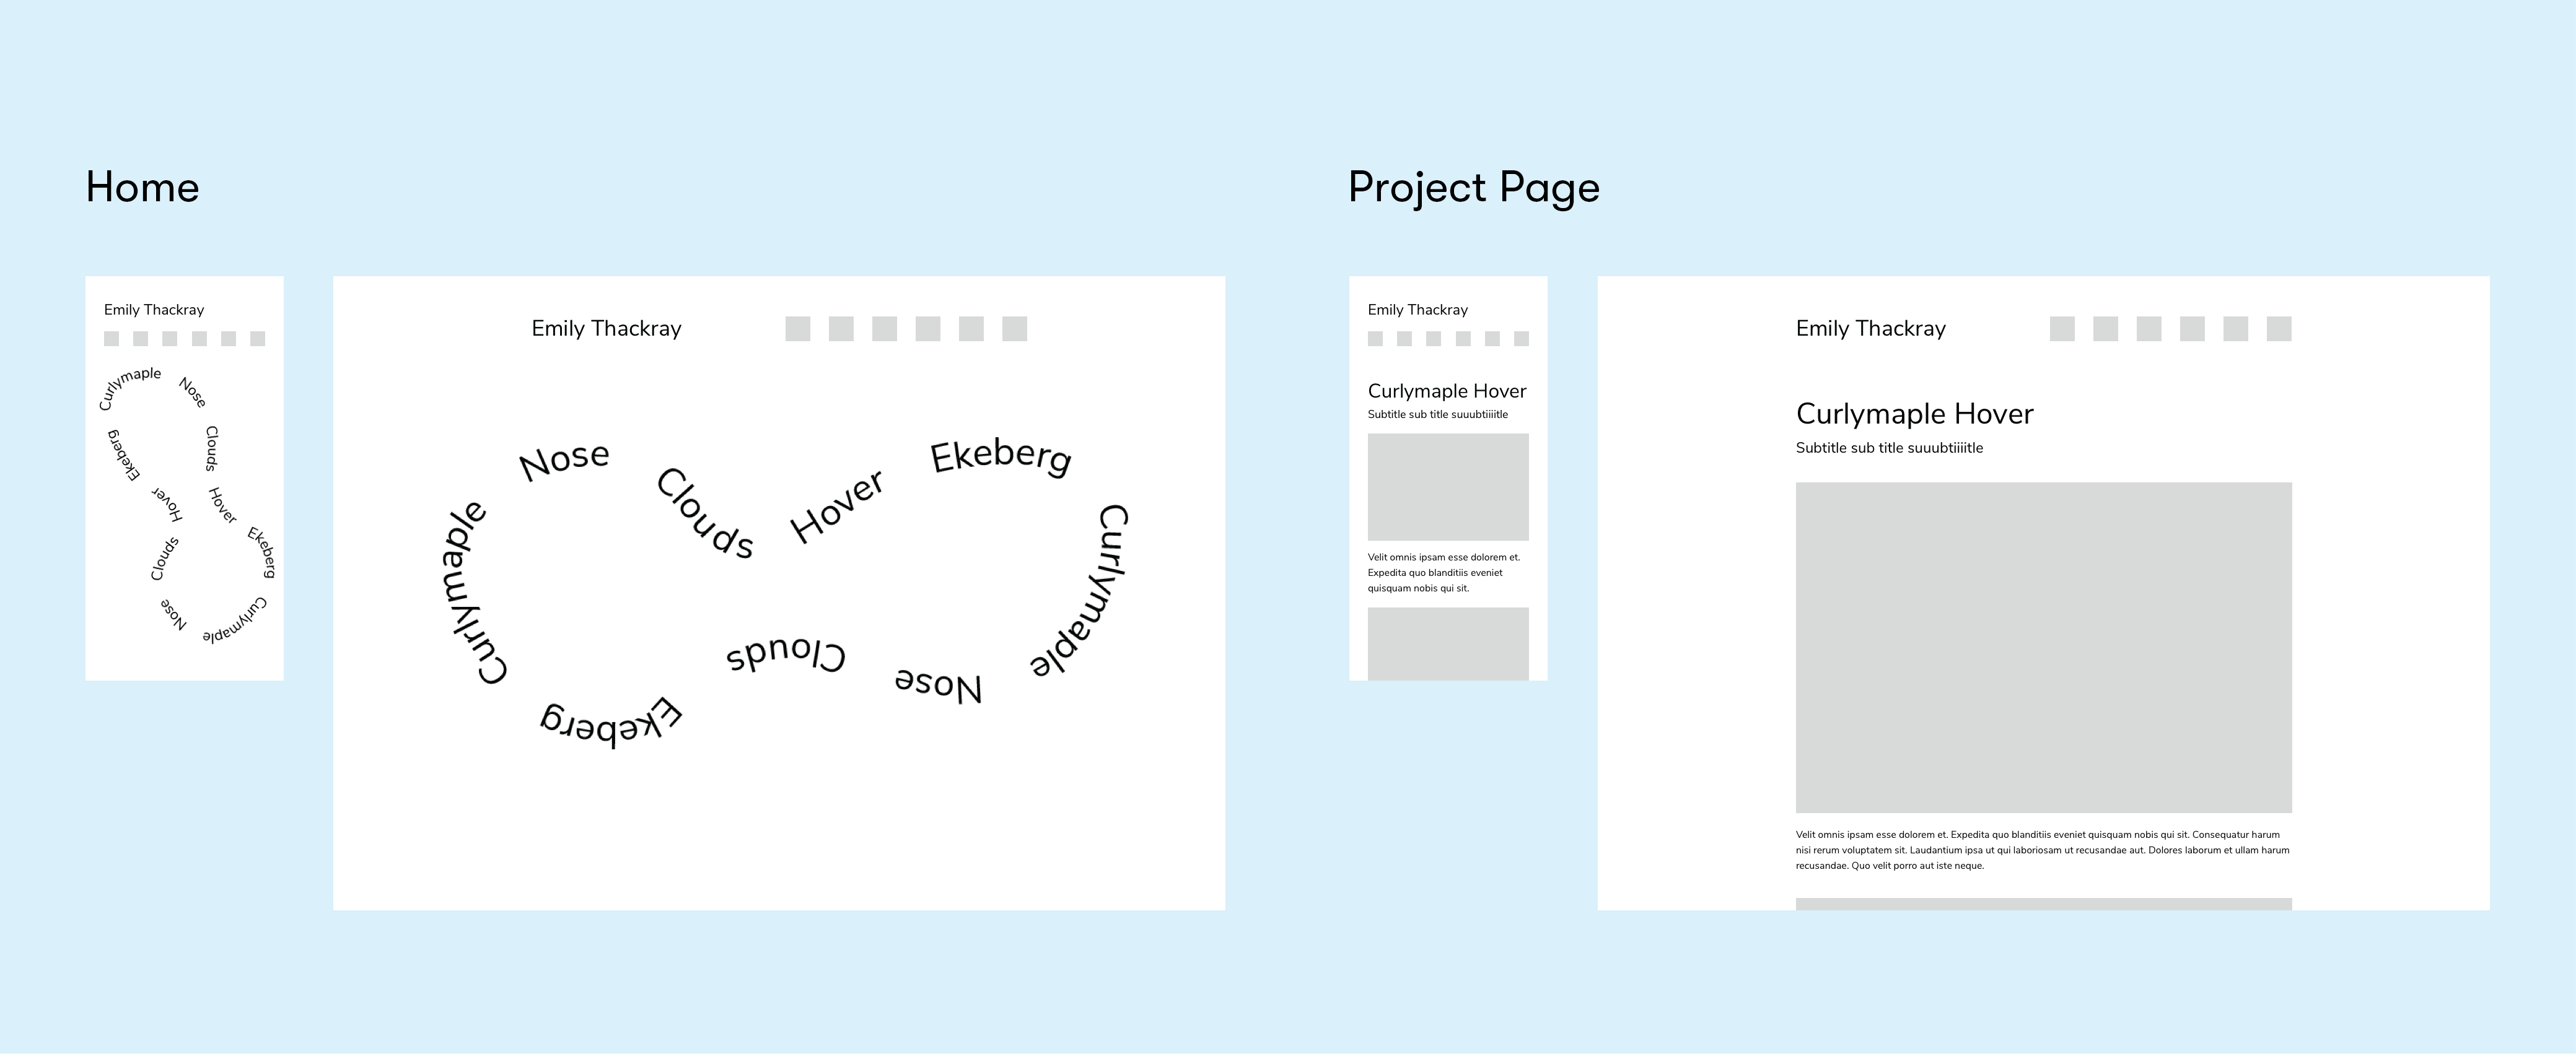 Home
Emily Thackray
Curlymaple
Nose
Clouds
Hover
Ekeberg
Curlymaple
Nose
Clouds
Hover
Ekeberg
Emily Thackray
Curlymaple
Nose
Clouds
Hover
Ekeberg
Curlymaple
Nose
Clouds
Ekeberg
Project Page
Emily Thackray
Curlymaple Hover
Subtitle sub title suuubtiiiitle
Velit omnis ipsam esse dolorem et.
Expedita quo blanditiis eveniet
quisquam nobis qui sit.
Emily Thackray
Curlymaple Hover
Subtitle sub title suuubtiiiitle
Velit omnis ipsam esse dolorem et. Expedita quo blanditiis eveniet quisquam nobis qui sit. Consequatur harum
nisi rerum voluptatem sit. Laudantium ipsa ut qui laboriosam ut recusandae aut. Dolores laborum et ullam harum
recusandae. Quo velit porro aut iste neque.